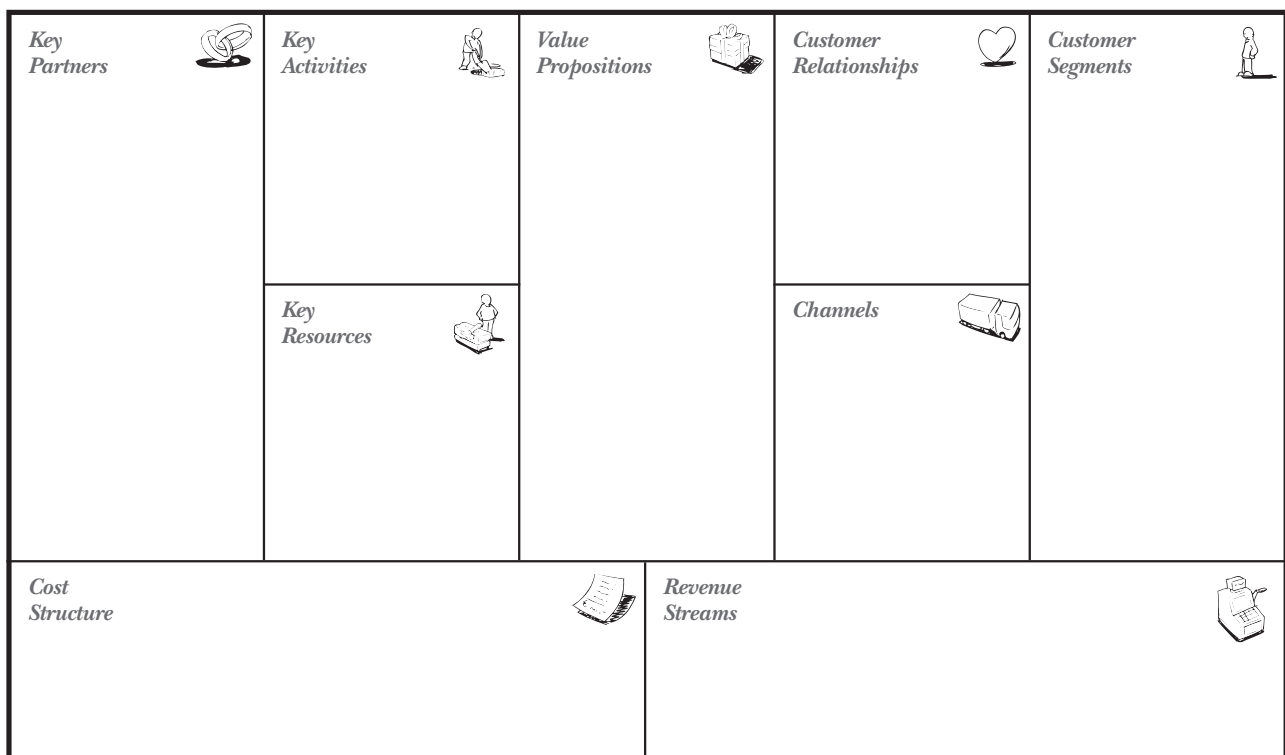 Key
Partners
Key
Activities
Value
Propositions
Customer
Relationships
Customer
Segments
Key
Resources
Channels
Cost
Structure
Revenue
Streams